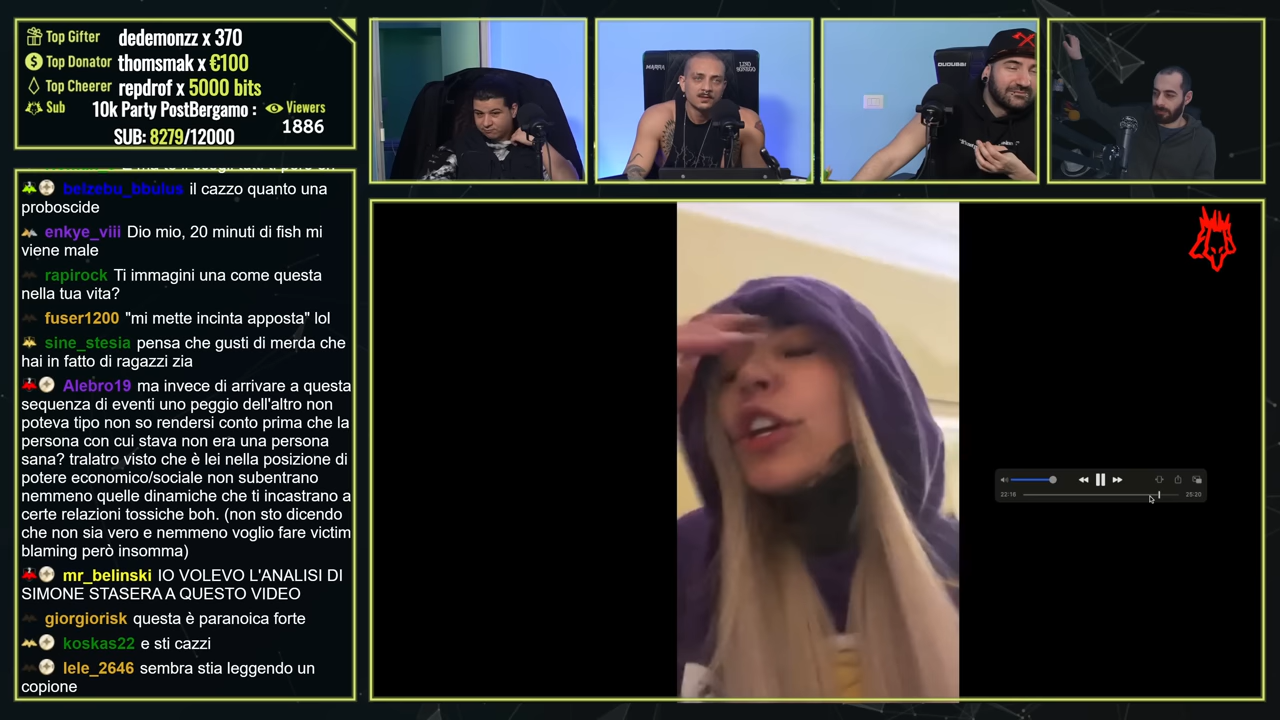 Top Gifter dedemonzz x 370
Top Donator thomsmak x €100
Top Cheerer repdrof x 5000 bits
Sub 10k Party PostBergamo :
SUB: 8279/12000
Viewers
1886
MARRA
DUDUBBI
belzebu_bbulus il cazzo quanto una
proboscide
enkye_viii Dio mio, 20 minuti di fish mi
viene male
rapirock Ti immagini una come questa
nella tua vita?
fuser1200 "mi mette incinta apposta" lol
sine_stesia pensa che gusti di merda che
hai in fatto di ragazzi zia
Alebro19 ma invece di arrivare a questa
sequenza di eventi uno peggio dell'altro non
poteva tipo non so rendersi conto prima che la
persona con cui stava non era una persona
sana? tralatro visto che è lei nella posizione di
potere economico/sociale non subentrano
nemmeno quelle dinamiche che ti incastrano a
certe relazioni tossiche boh. (non sto dicendo
che non sia vero e nemmeno voglio fare victim
blaming però insomma)
mr_belinski IO VOLEVO L'ANALISI DI
SIMONE STASERA A QUESTO VIDEO
giorgiorisk questa è paranoica forte
koskas22 e sti cazzi
lele_2646 sembra stia leggendo un
copione
22:16
25:20